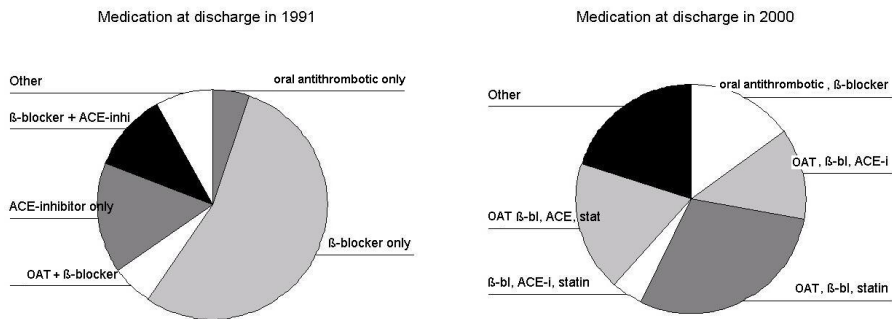 Medication at discharge in 1991
Medication at discharge in 2000
Other
oral antithrombotic only
ß-blocker + ACE-inhi
ACE-inhibitor only
ß-blocker only
OAT + ß-blocker
oral antithrombotic , ß-blocker
Other
OAT, ß-bl, ACE-i
OAT ß-bl, ACE, stat
ß-bl, ACE-i, statin
OAT, ß-bl, statin